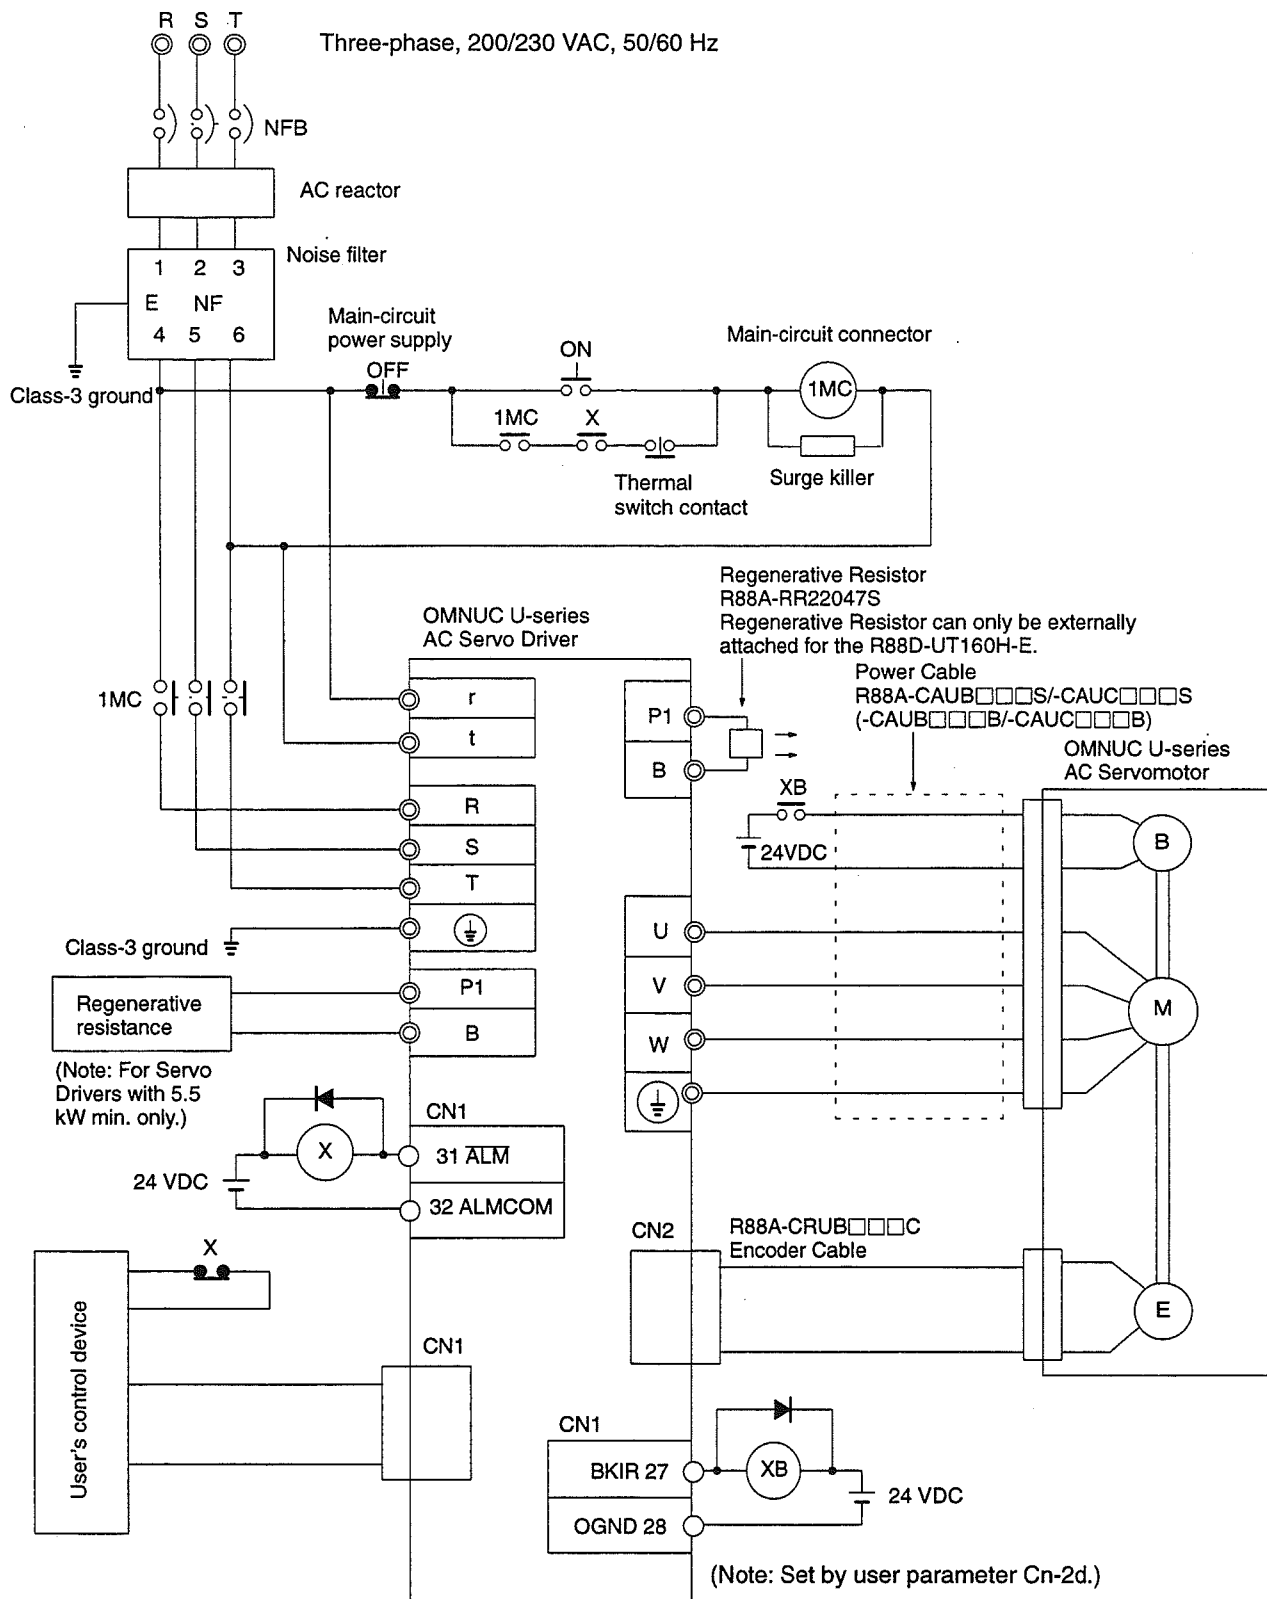 R S T
Three-phase, 200/230 VAC, 50/60 Hz
NFB
AC reactor
Noise filter
1 2 3
E NF
4 5 6
Class-3 ground
Main-circuit
power supply
OFF
ON
Main-circuit connector
1MC
1MC X
Thermal
switch contact
Surge killer
Regenerative Resistor
R88A-RR22047S
Regenerative Resistor can only be externally
attached for the R88D-UT160H-E.
Power Cable
R88A-CAUB□□□S/-CAUC□□□S
(-CAUB□□□B/-CAUC□□□B)
OMNUC U-series
AC Servo Driver
OMNUC U-series
AC Servomotor
1MC
r
t
R
S
T
Class-3 ground
P1
B
Regenerative
resistance
(Note: For Servo
Drivers with 5.5
kW min. only.)
P1
B
XB
24VDC
B
U
V
W
M
CN1
X
24 VDC
31 A̅L̅M̅
32 ALMCOM
CN2
R88A-CRUB□□□C
Encoder Cable
E
X
User's control device
CN1
CN1
BKIR 27
OGND 28
XB
24 VDC
(Note: Set by user parameter Cn-2d.)